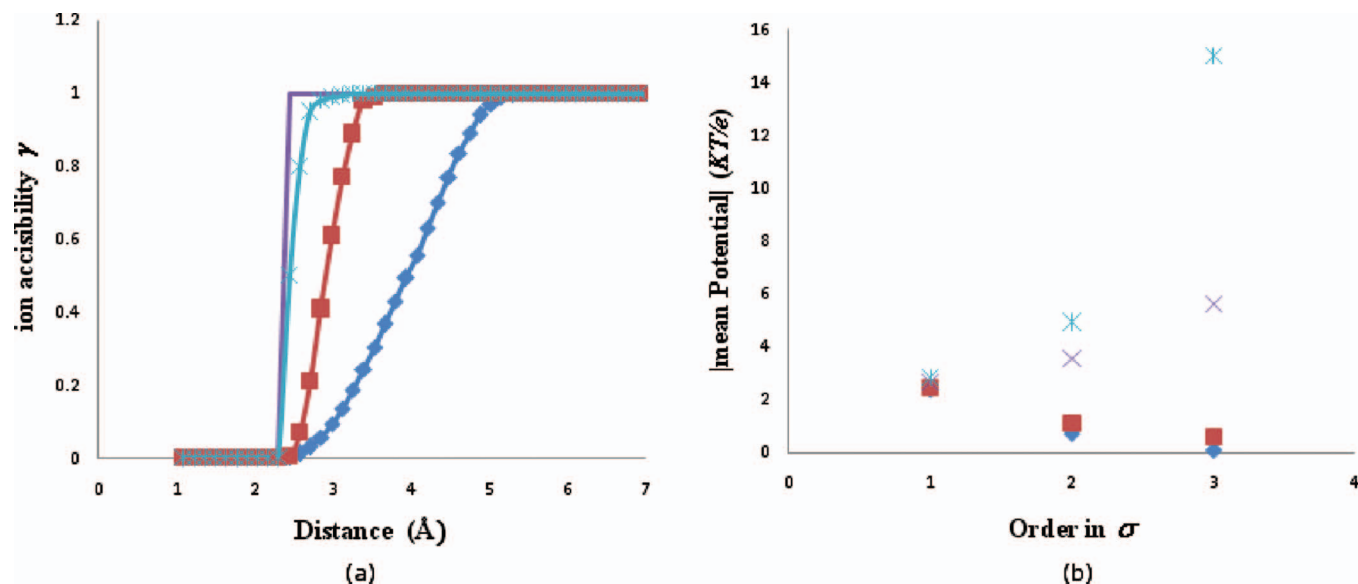 1.2
1
0.8
0.6
0.4
0.2
0
0 1 2 3 4 5 6 7
ion accisibility γ
Distance (Å)
(a)
16
14
12
10
8
6
4
2
0
0 1 2 3 4
|mean Potential| (KT/e)
Order in σ
(b)